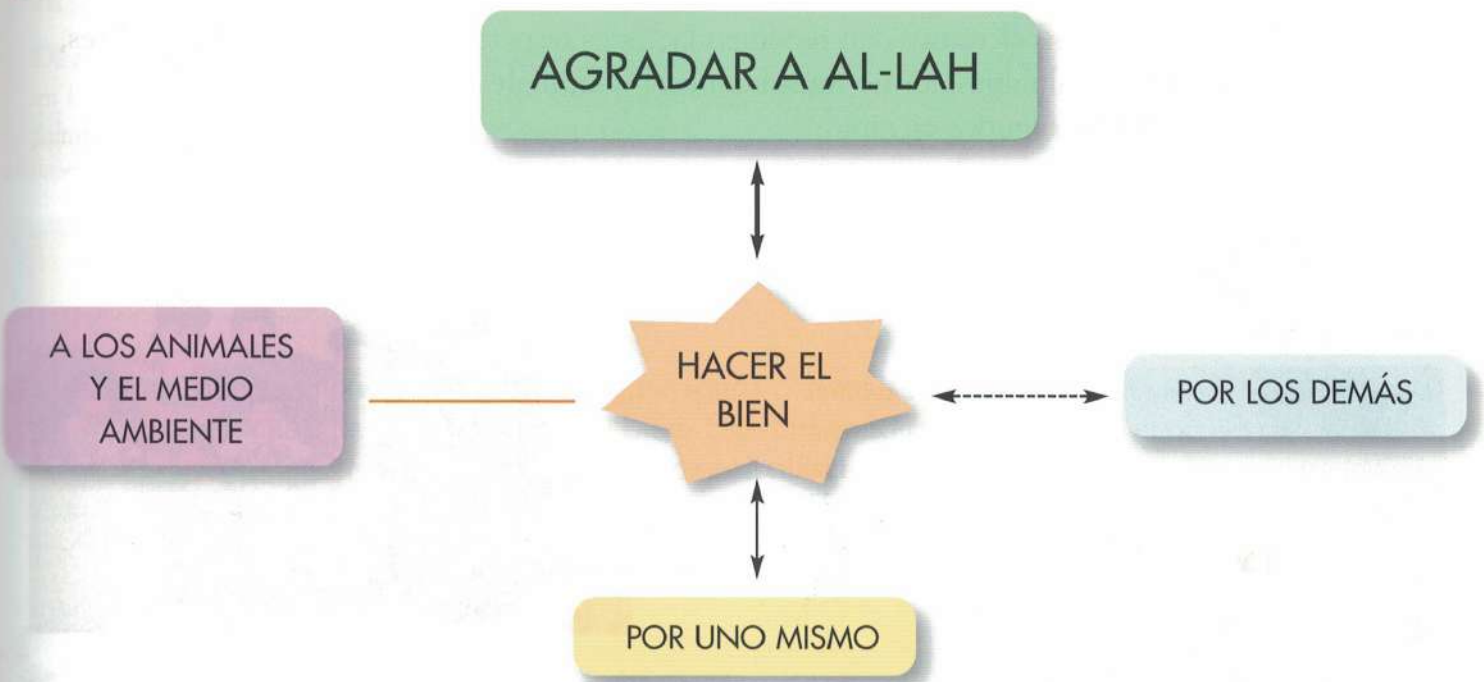 AGRADAR A AL-LAH
A LOS ANIMALES
Y EL MEDIO
AMBIENTE
HACER EL
BIEN
POR LOS DEMÁS
POR UNO MISMO